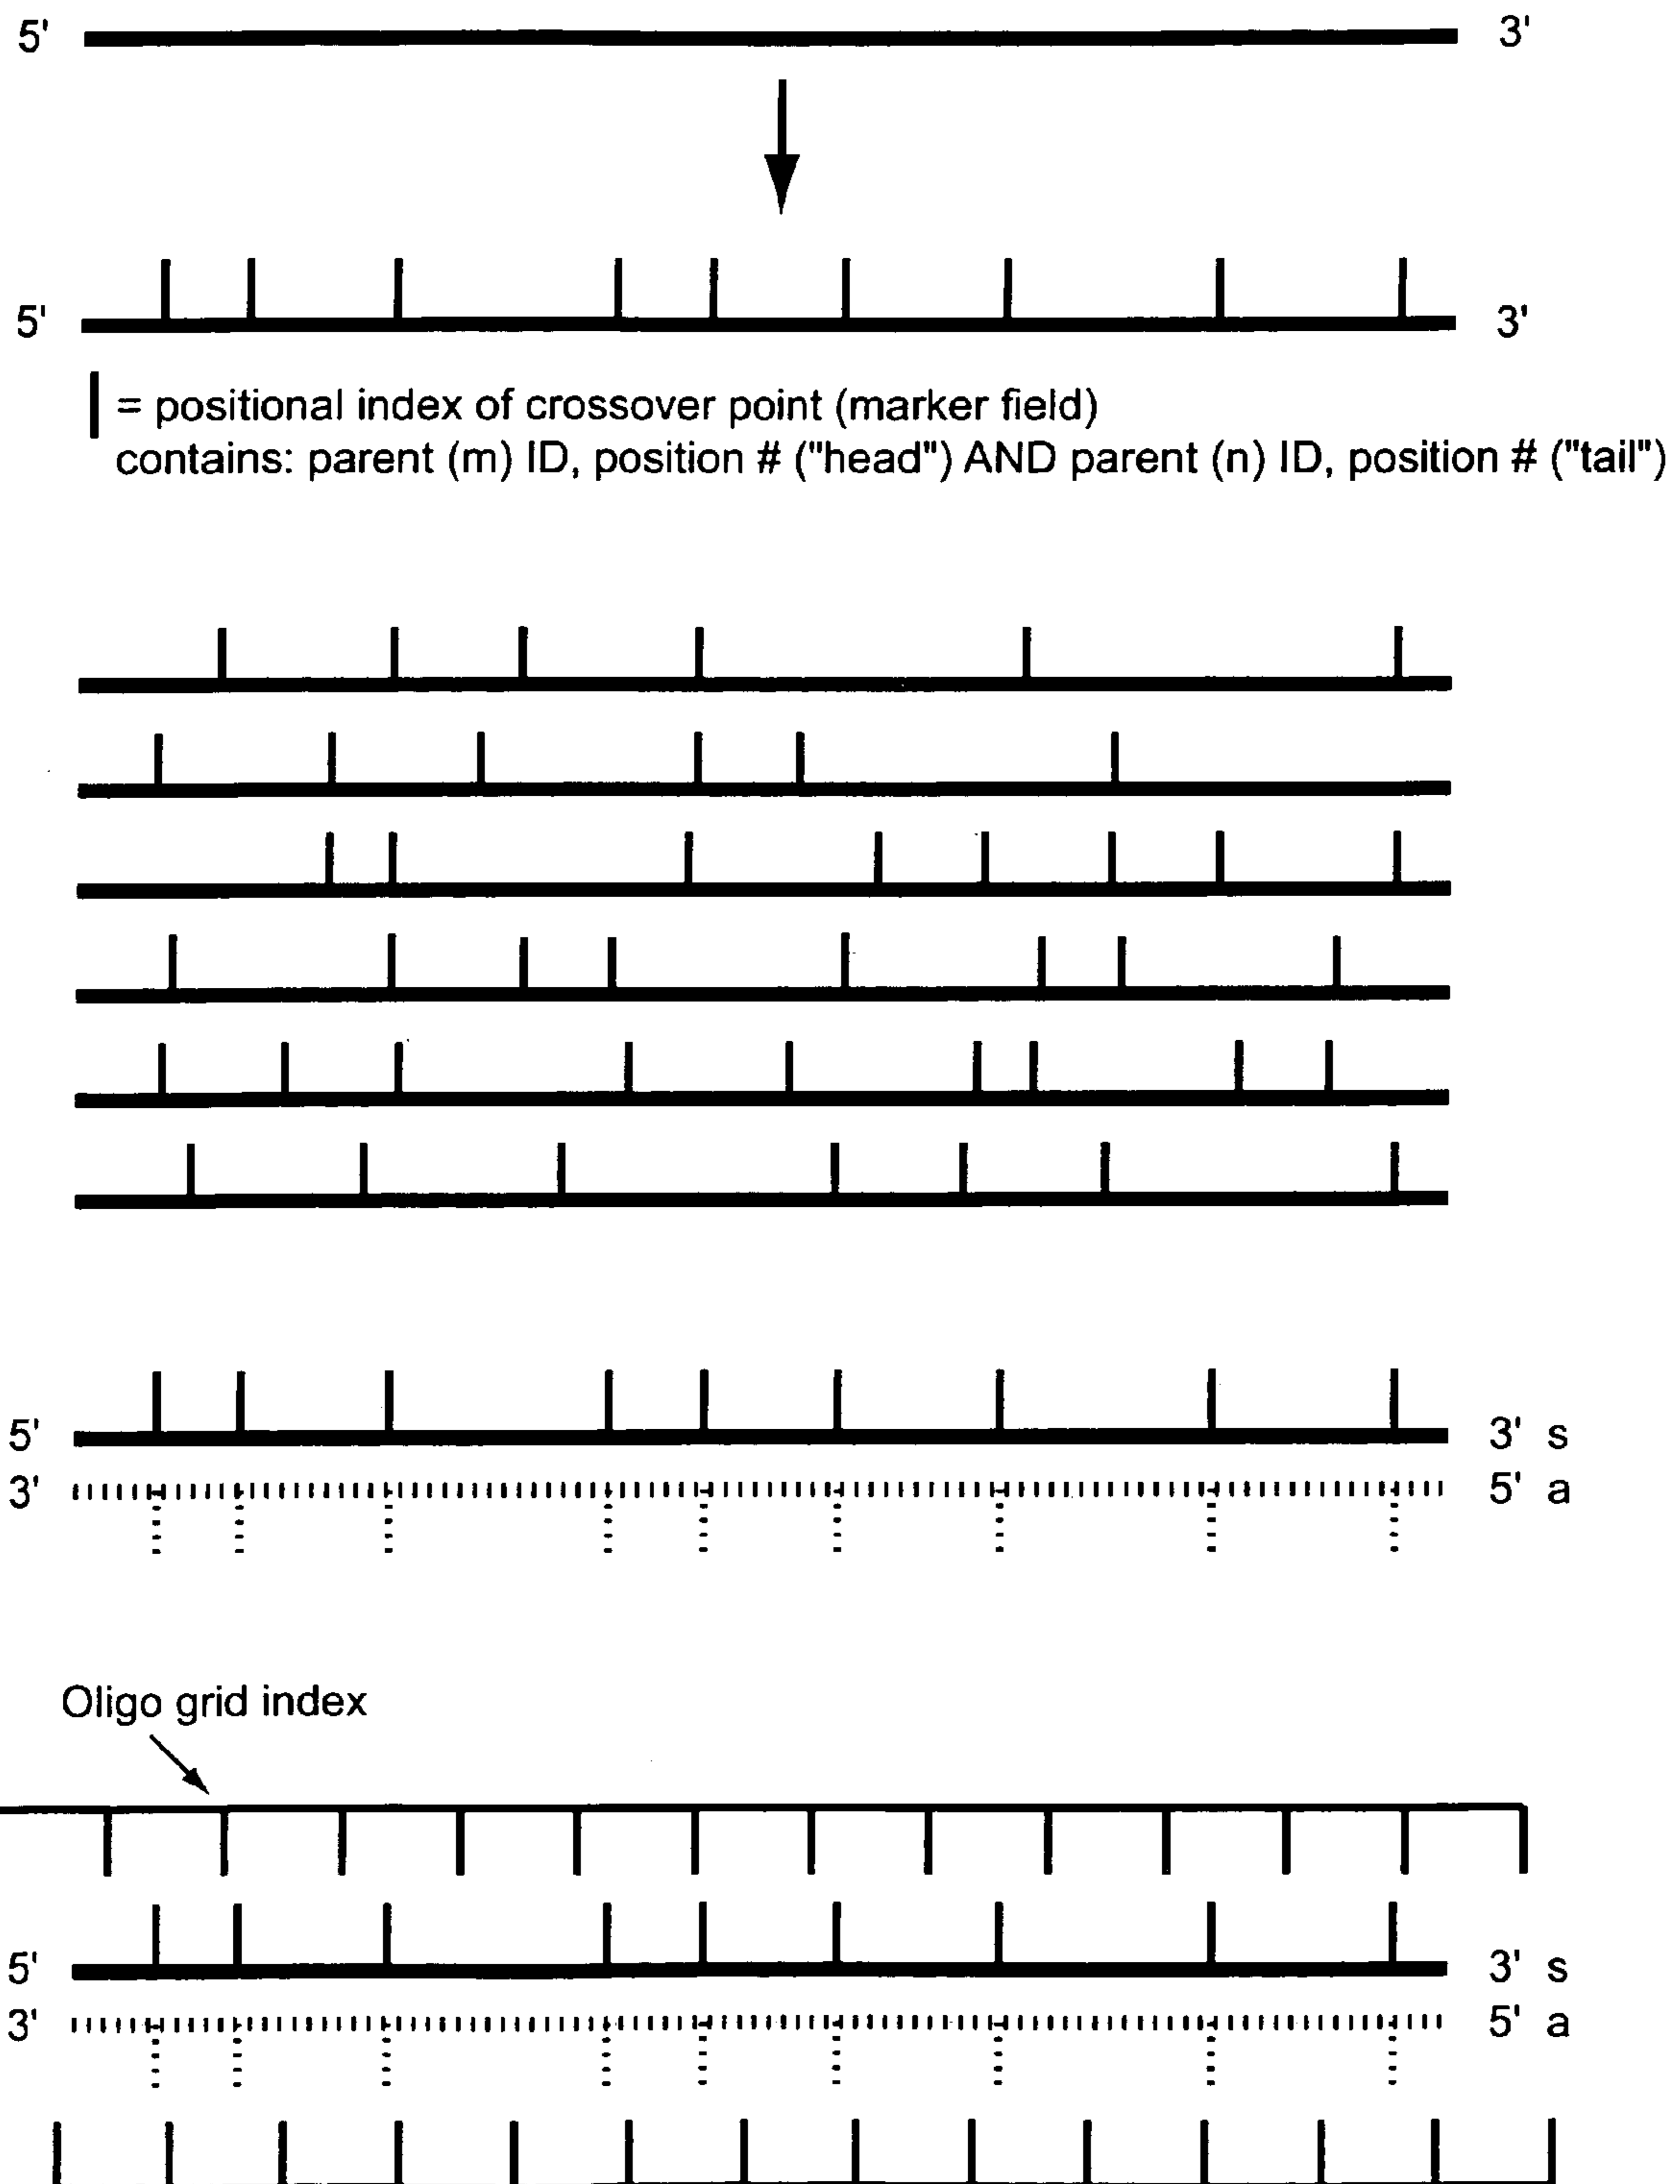 5' 3'
5' 3'
| = positional index of crossover point (marker field)
contains: parent (m) ID, position # ("head") AND parent (n) ID, position # ("tail")
5' 3' s
3' 5' a
Oligo grid index
5' 3' s
3' 5' a